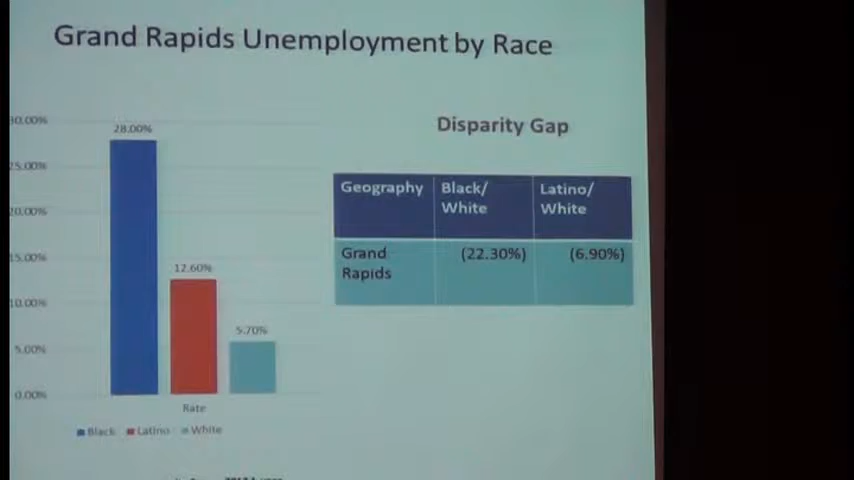 Grand Rapids Unemployment by Race
30.00%
25.00%
20.00%
15.00%
10.00%
5.00%
0.00%
28.00%
12.60%
5.70%
Rate
Black Latino White
Disparity Gap
Geography Black/ White Latino/ White
Grand Rapids (22.30%) (6.90%)